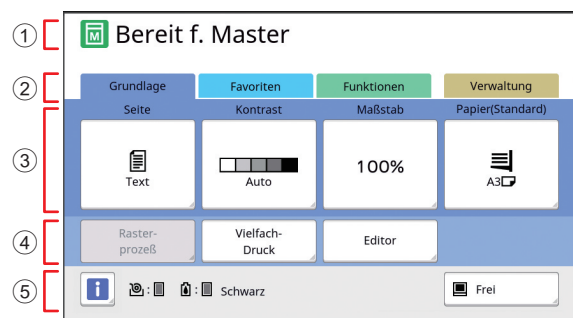 ① Bereit f. Master
② Grundlage Favoriten Funktionen Verwaltung
Seite Kontrast Maßstab Papier(Standard)
③ Text Auto 100% A3
④ Raster-
prozeß
Vielfach-
Druck
Editor
⑤ i : : Schwarz Frei